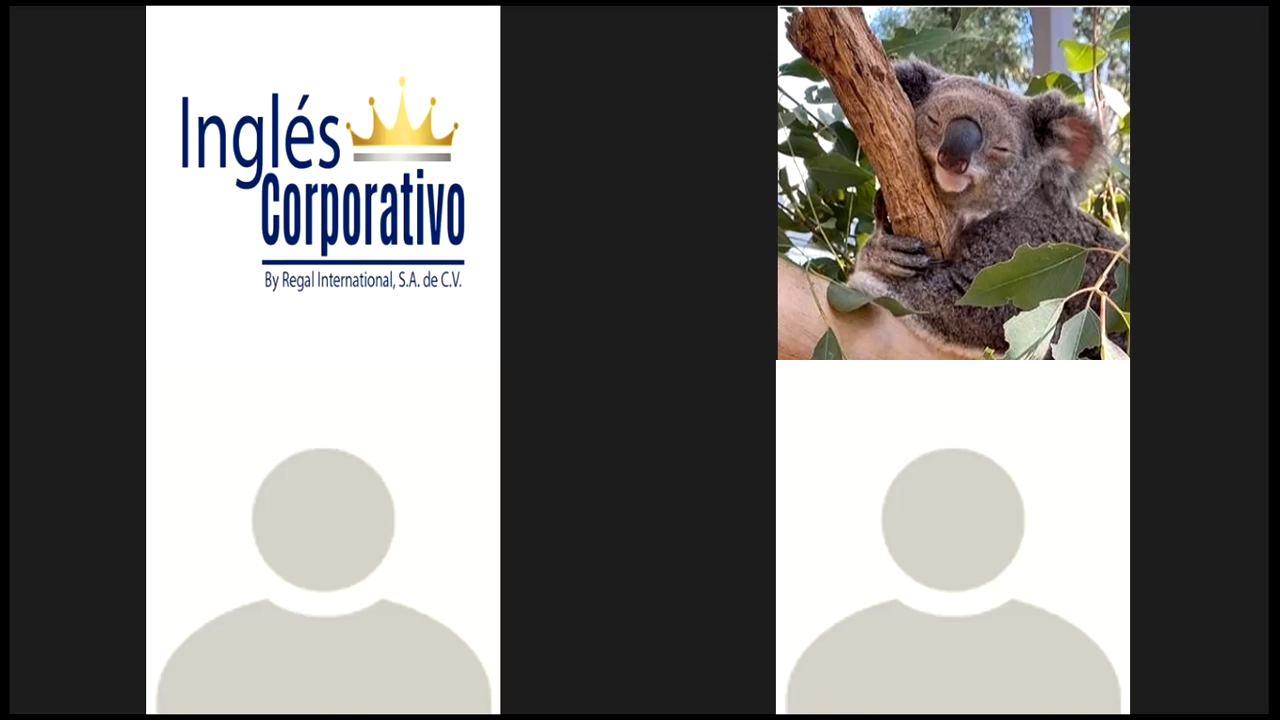 Inglés
Corporativo
By Regal International, S.A. de C.V.